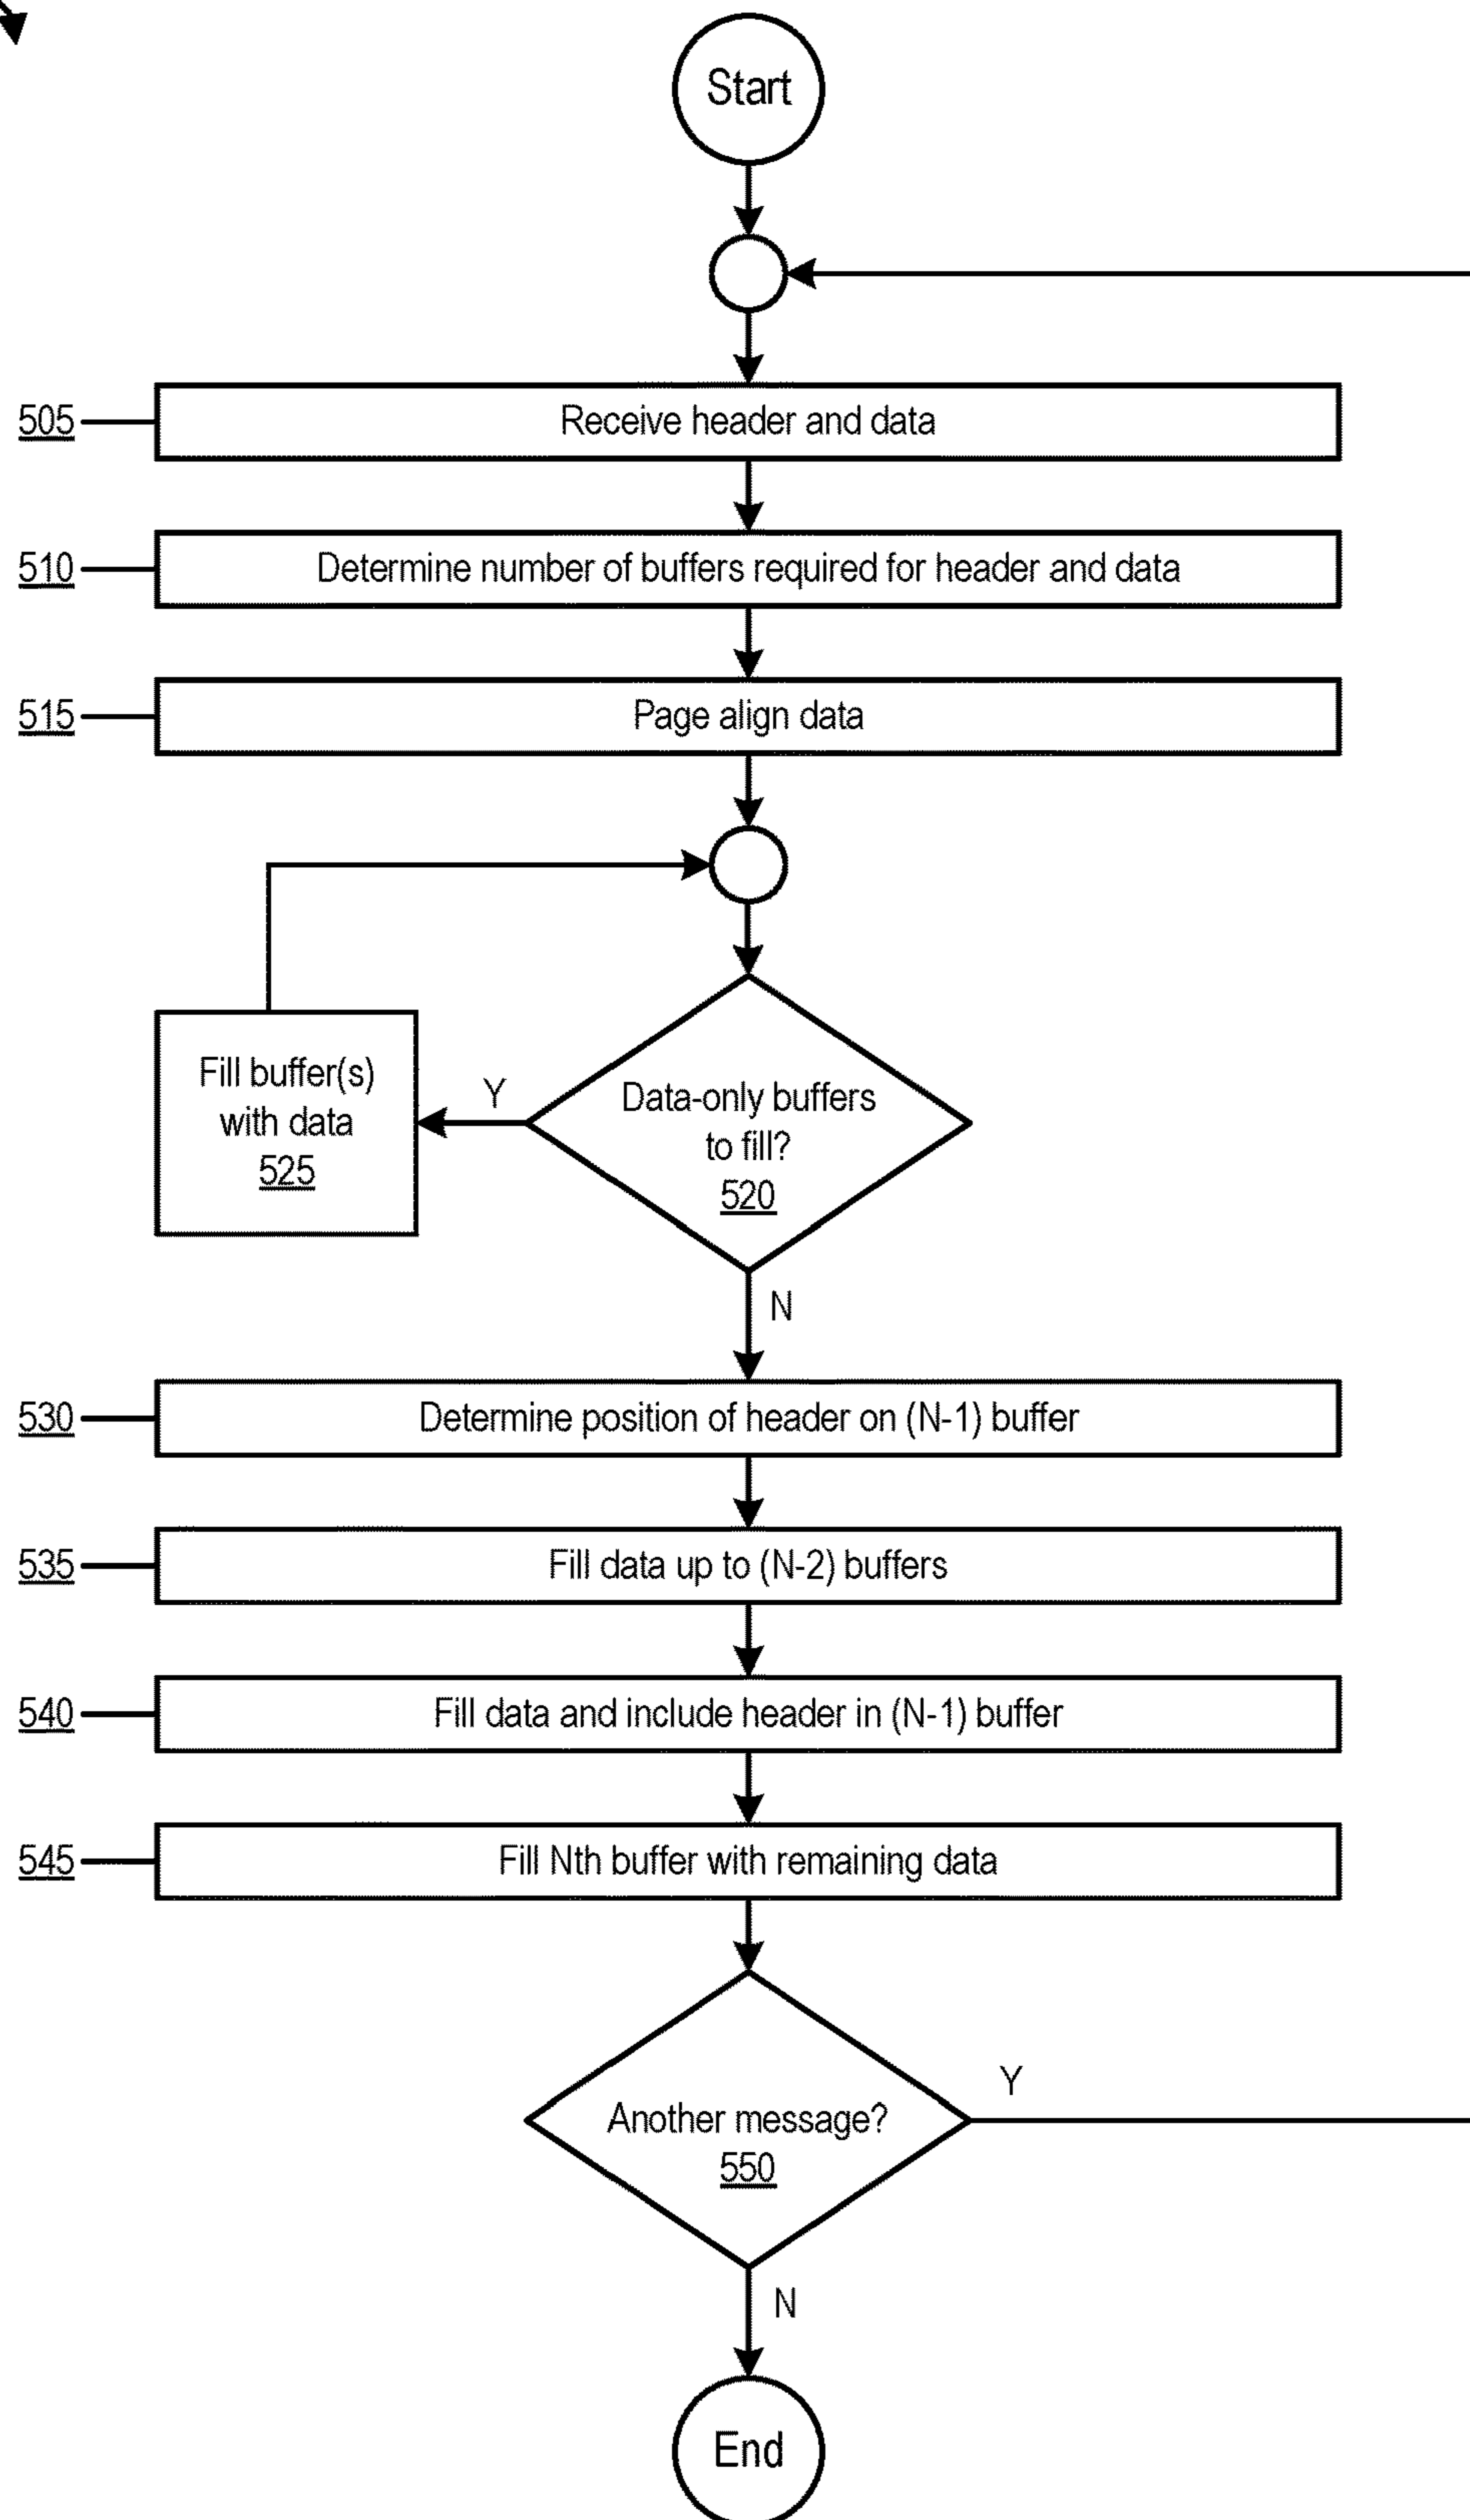 Start
505
Receive header and data
510
Determine number of buffers required for header and data
515
Page align data
Fill buffer(s)
with data
525
Y
Data-only buffers
to fill?
520
N
530
Determine position of header on (N-1) buffer
535
Fill data up to (N-2) buffers
540
Fill data and include header in (N-1) buffer
545
Fill Nth buffer with remaining data
Another message?
550
Y
N
End